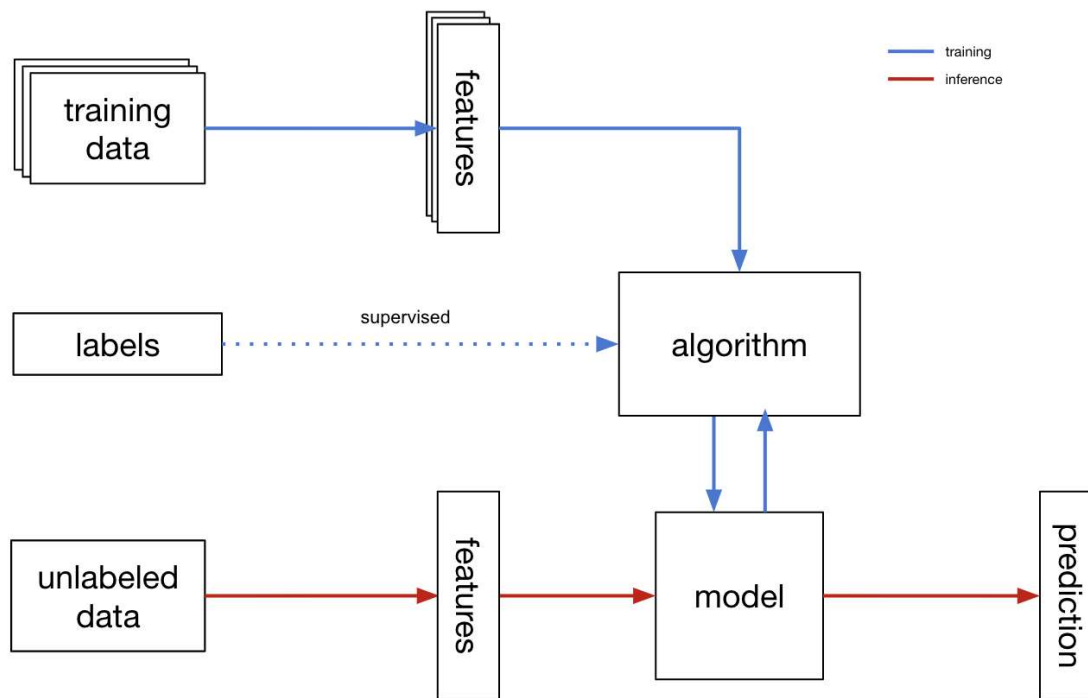 training
data
features
training
inference
supervised
labels
algorithm
unlabeled
data
features
model
prediction